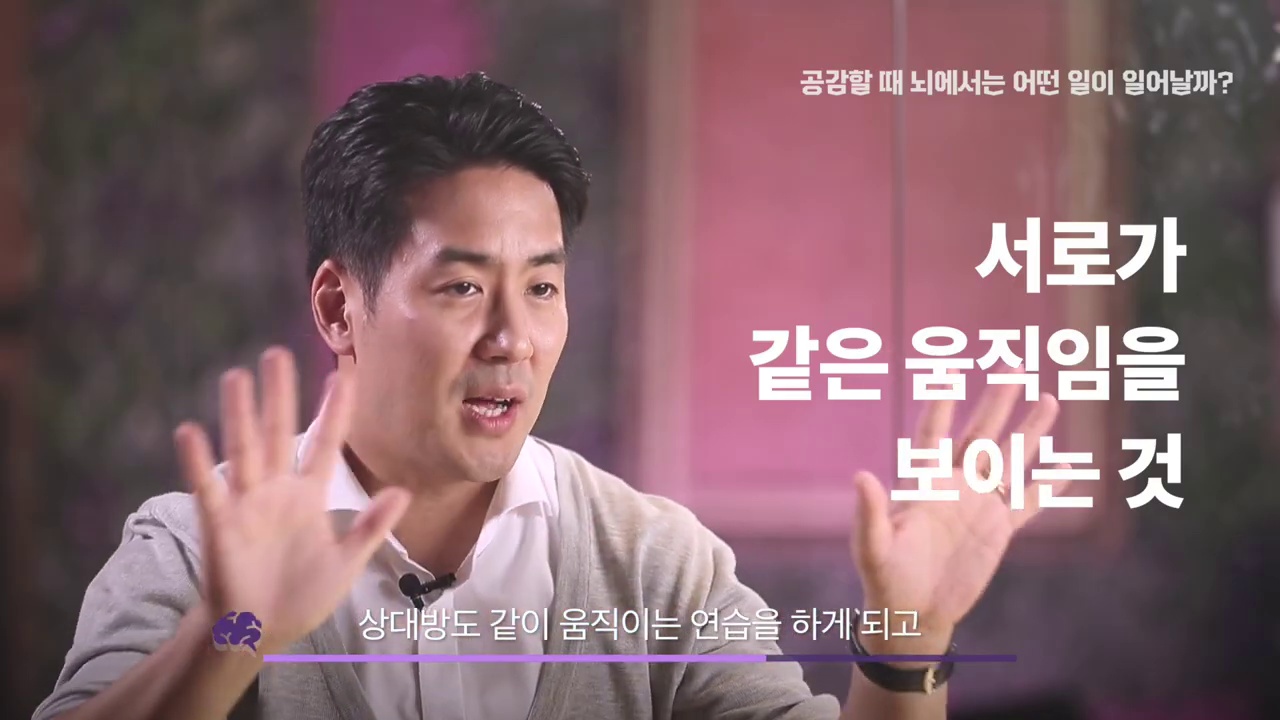 공감할 때 뇌에서는 어떤 일이 일어날까?
서로가
같은 움직임을
보이는 것
상대방도 같이 움직이는 연습을 하게 되고